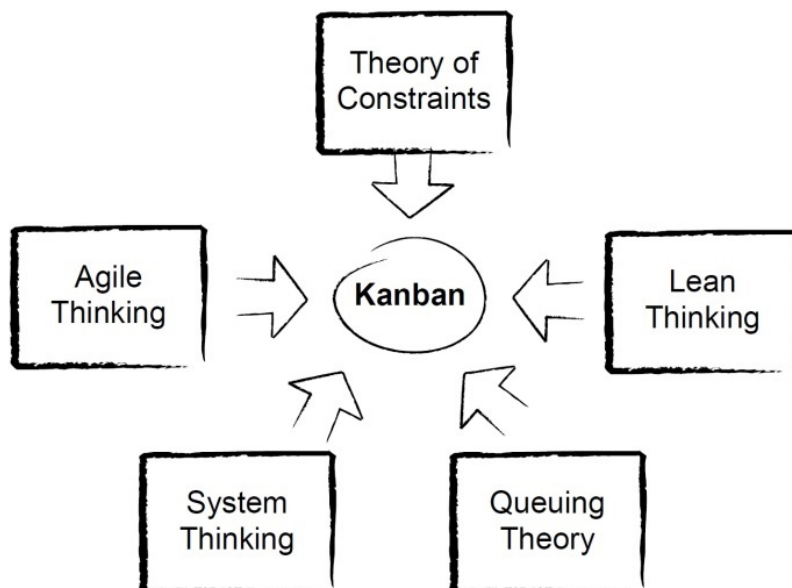 Theory of
Constraints
Agile
Thinking
Kanban
Lean
Thinking
System
Thinking
Queuing
Theory